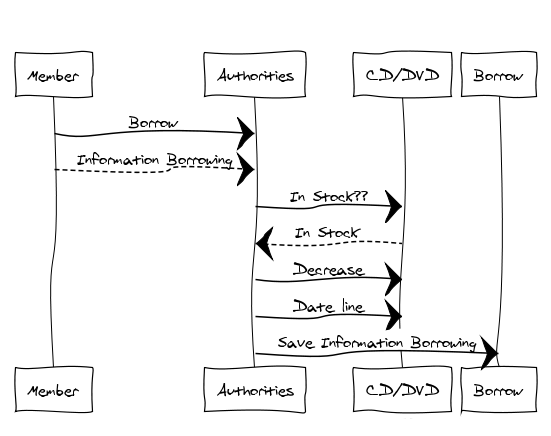 Member Authorities CD/DVD Borrow
Borrow
Information Borrowing
In Stock??
In Stock
Decrease
Date line
Save Information Borrowing
Member Authorities CD/DVD Borrow